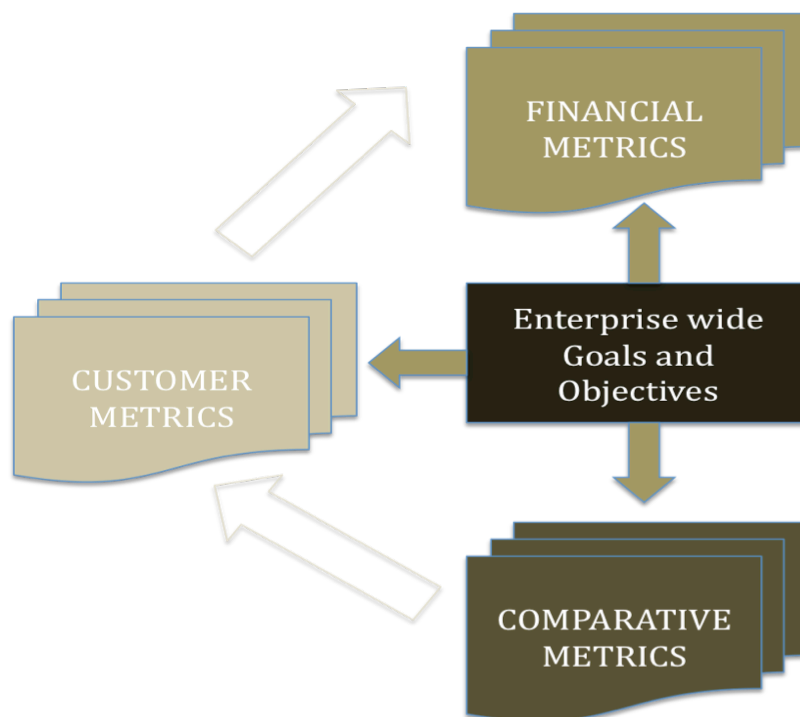 FINANCIAL
METRICS
Enterprise wide
Goals and
Objectives
CUSTOMER
METRICS
COMPARATIVE
METRICS